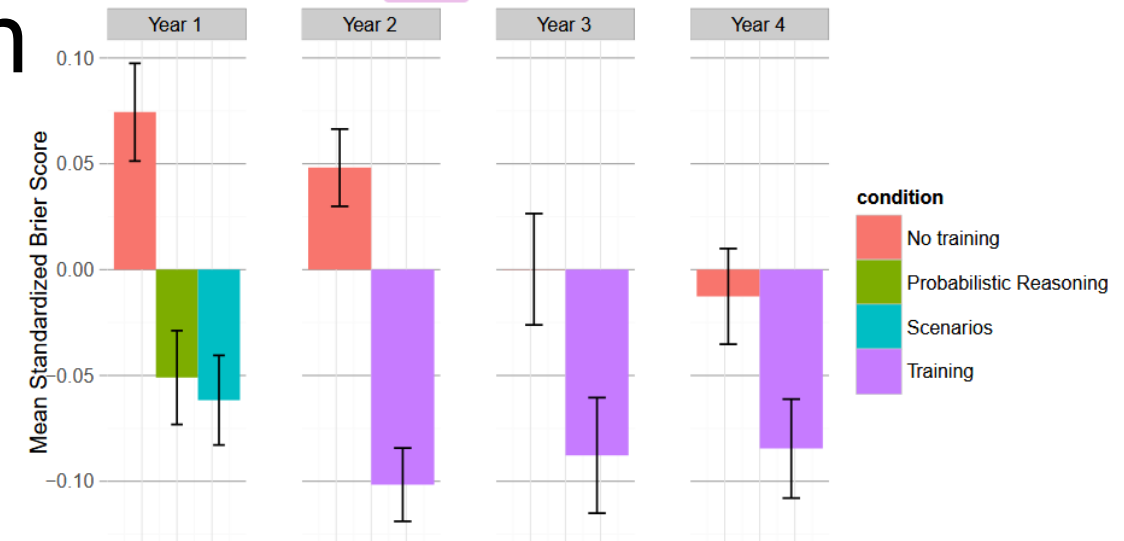 n
Year 1
Year 2
Year 3
Year 4
Mean Standardized Brier Score
0.10
0.05
0.00
−0.05
−0.10
condition
No training
Probabilistic Reasoning
Scenarios
Training